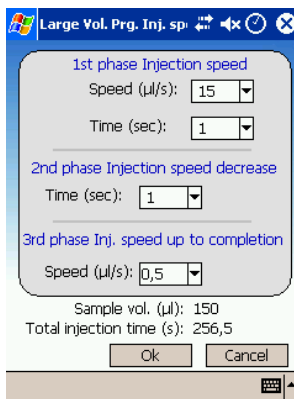 Large Vol. Prg. Inj. sp
1st phase Injection speed
Speed (µl/s): 15
Time (sec): 1
2nd phase Injection speed decrease
Time (sec): 1
3rd phase Inj. speed up to completion
Speed (µl/s): 0,5
Sample vol. (µl): 150
Total injection time (s): 256,5
Ok Cancel